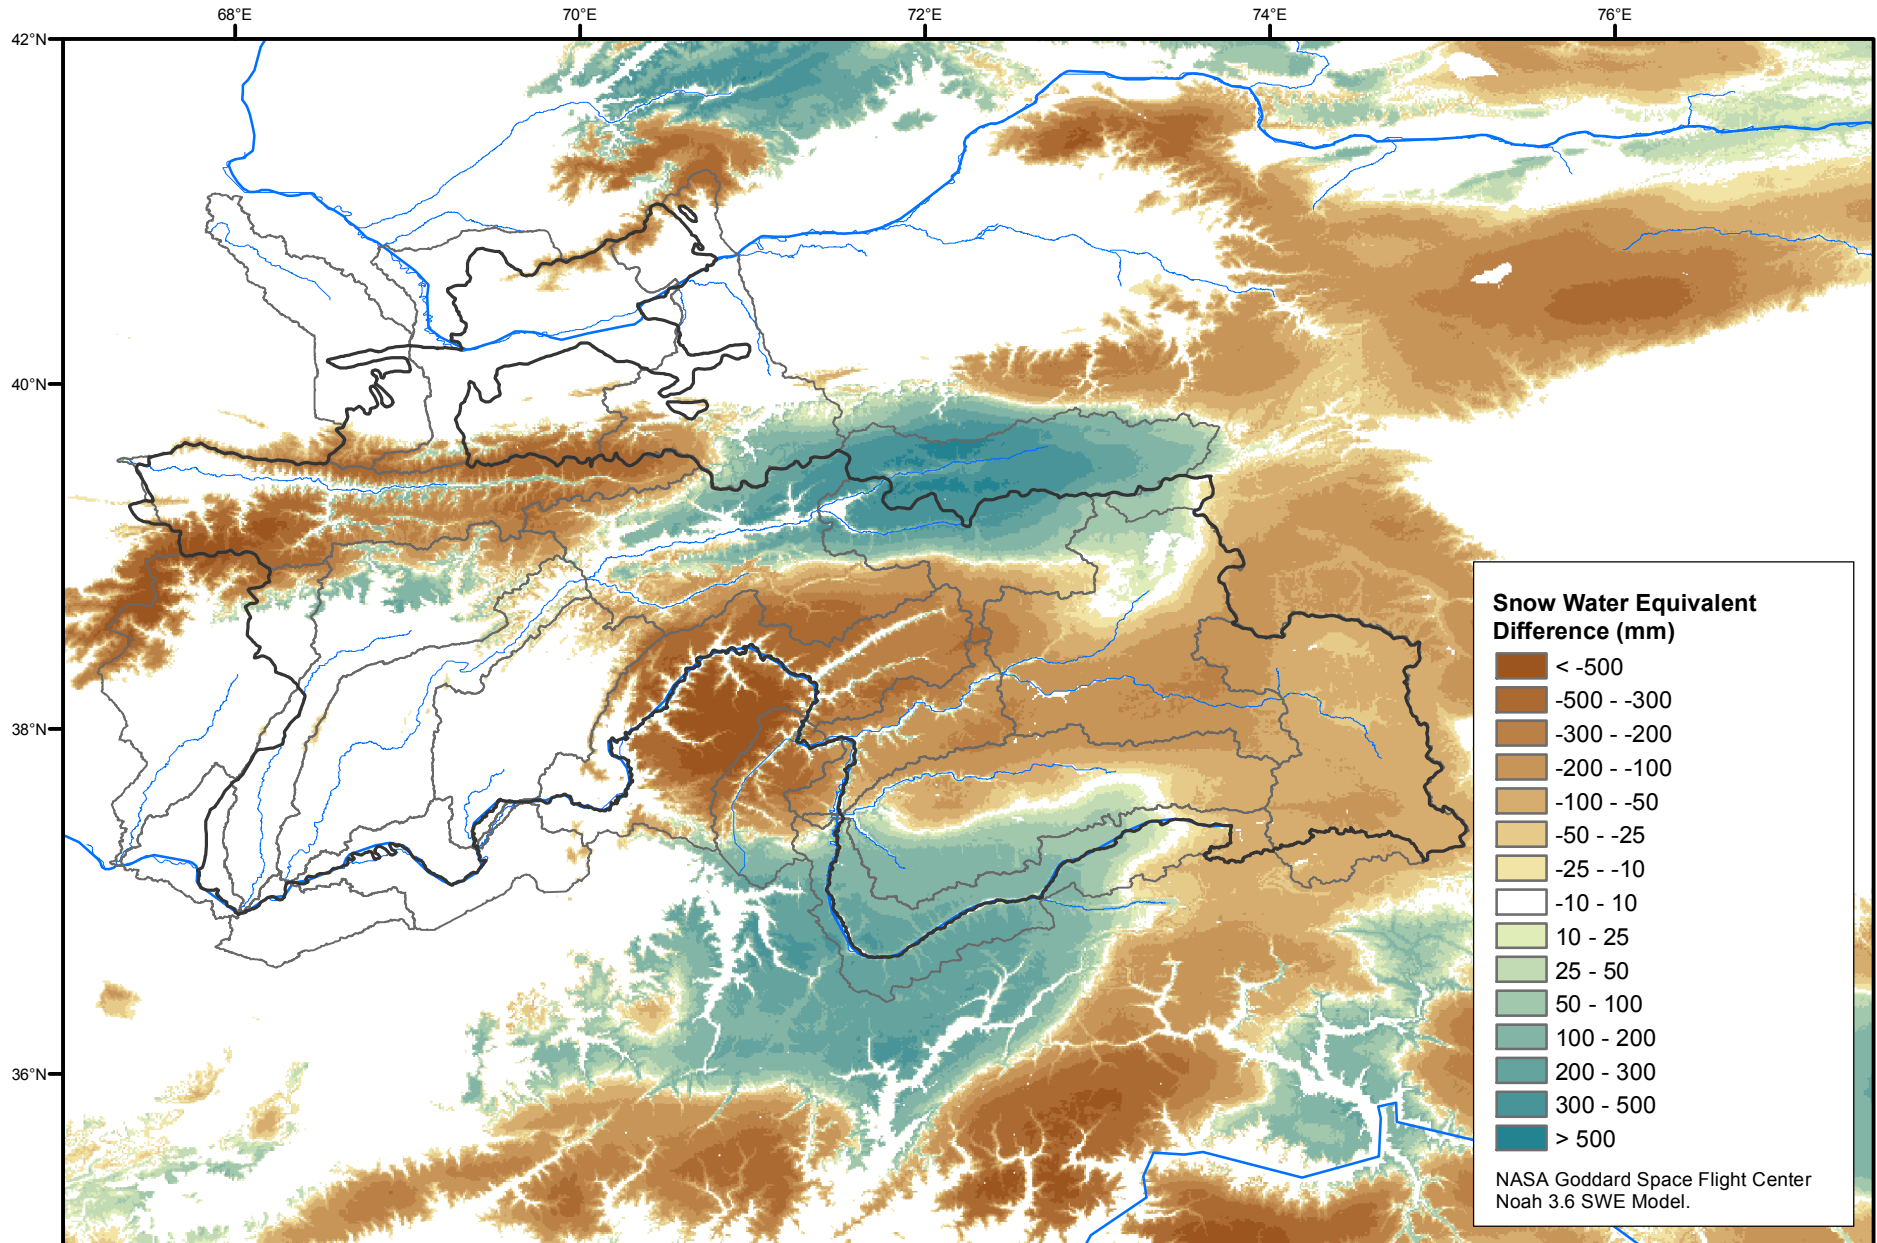 68°E
70°E
72°E
74°E
76°E
42°N
40°N
38°N
36°N
Snow Water Equivalent
Difference (mm)
< -500
-500 - -300
-300 - -200
-200 - -100
-100 - -50
-50 - -25
-25 - -10
-10 - 10
10 - 25
25 - 50
50 - 100
100 - 200
200 - 300
300 - 500
> 500
NASA Goddard Space Flight Center
Noah 3.6 SWE Model.